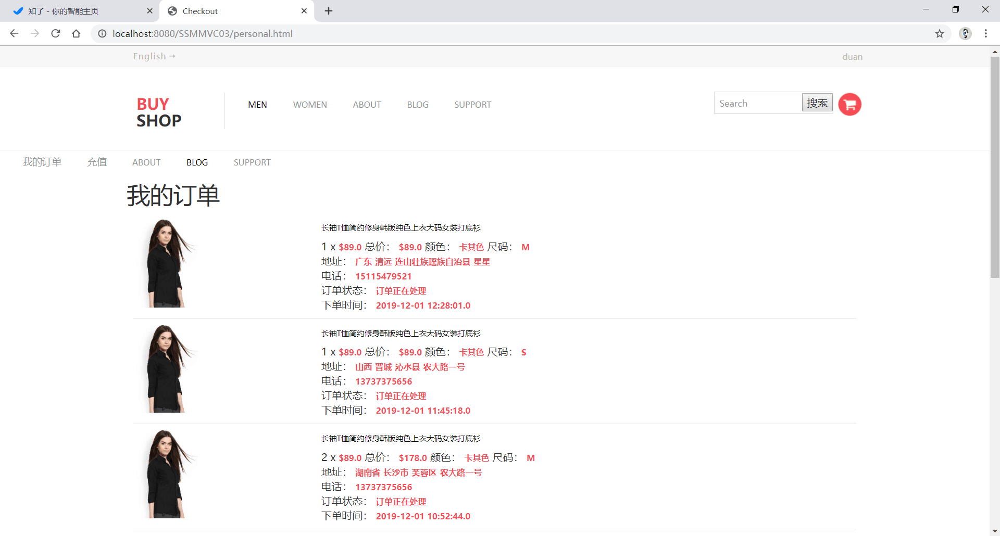 知了 - 你的智能主页
Checkout
localhost:8080/SSMMVC03/personal.html
English ➝
duan
BUY
SHOP
MEN WOMEN ABOUT BLOG SUPPORT
Search 搜索
我的订单 充值 ABOUT BLOG SUPPORT
我的订单
长袖T恤简约修身韩版纯色上衣大码女装打底衫
1 x $89.0 总价： $89.0 颜色： 卡其色 尺码： M
地址： 广东 清远 连山壮族瑶族自治县 星星
电话： 15115479521
订单状态： 订单正在处理
下单时间： 2019-12-01 12:28:01.0
长袖T恤简约修身韩版纯色上衣大码女装打底衫
1 x $89.0 总价： $89.0 颜色： 卡其色 尺码： S
地址： 山西 晋城 沁水县 农大路一号
电话： 13737375656
订单状态： 订单正在处理
下单时间： 2019-12-01 11:45:18.0
长袖T恤简约修身韩版纯色上衣大码女装打底衫
2 x $89.0 总价： $178.0 颜色： 卡其色 尺码： M
地址： 湖南省 长沙市 芙蓉区 农大路一号
电话： 13737375656
订单状态： 订单正在处理
下单时间： 2019-12-01 10:52:44.0